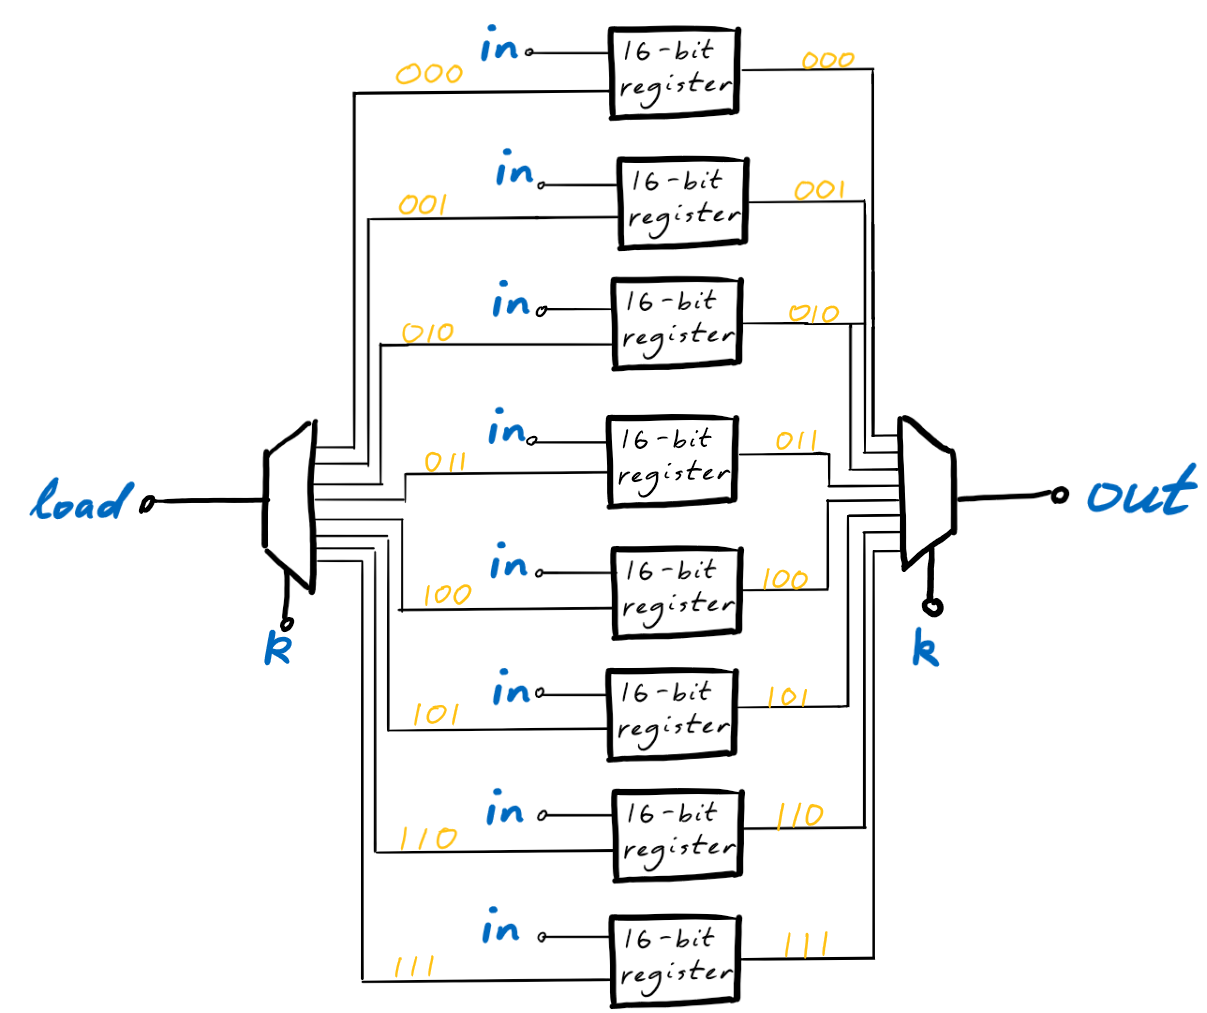 in
16-bit
register
000
000
in
16-bit
register
001
001
in
16-bit
register
010
010
in
16-bit
register
011
011
load
out
in
16-bit
register
100
100
k
k
in
16-bit
register
101
101
in
16-bit
register
110
110
in
16-bit
register
111
111